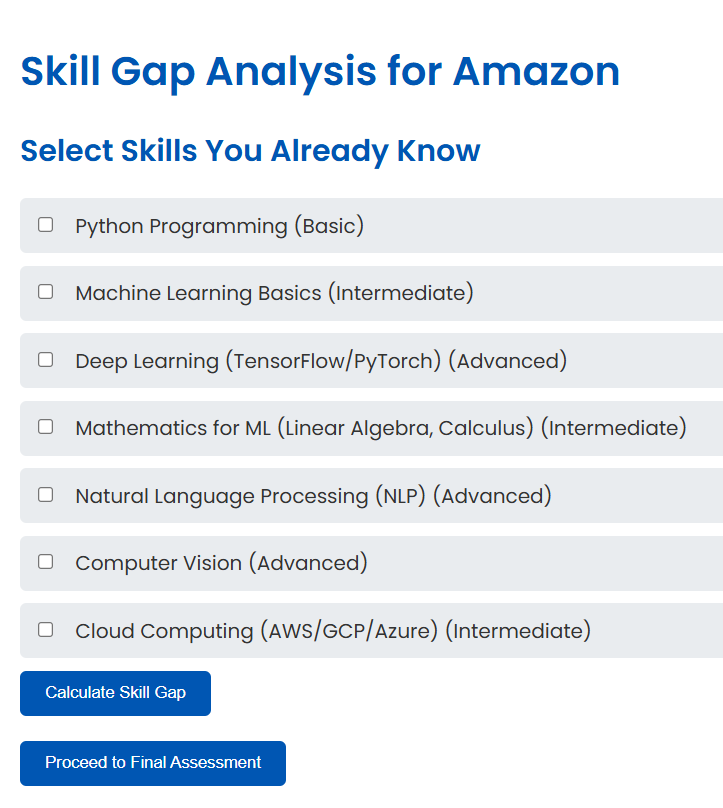 Skill Gap Analysis for Amazon
Select Skills You Already Know
Python Programming (Basic)
Machine Learning Basics (Intermediate)
Deep Learning (TensorFlow/PyTorch) (Advanced)
Mathematics for ML (Linear Algebra, Calculus) (Intermediate)
Natural Language Processing (NLP) (Advanced)
Computer Vision (Advanced)
Cloud Computing (AWS/GCP/Azure) (Intermediate)
Calculate Skill Gap
Proceed to Final Assessment